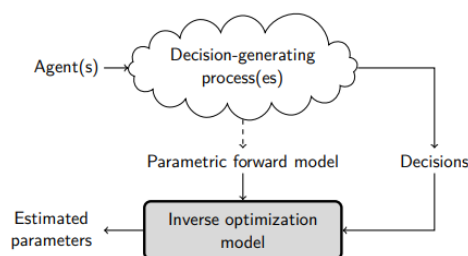 Agent(s)
Decision-generating
process(es)
Parametric forward model
Decisions
Estimated
parameters
Inverse optimization
model